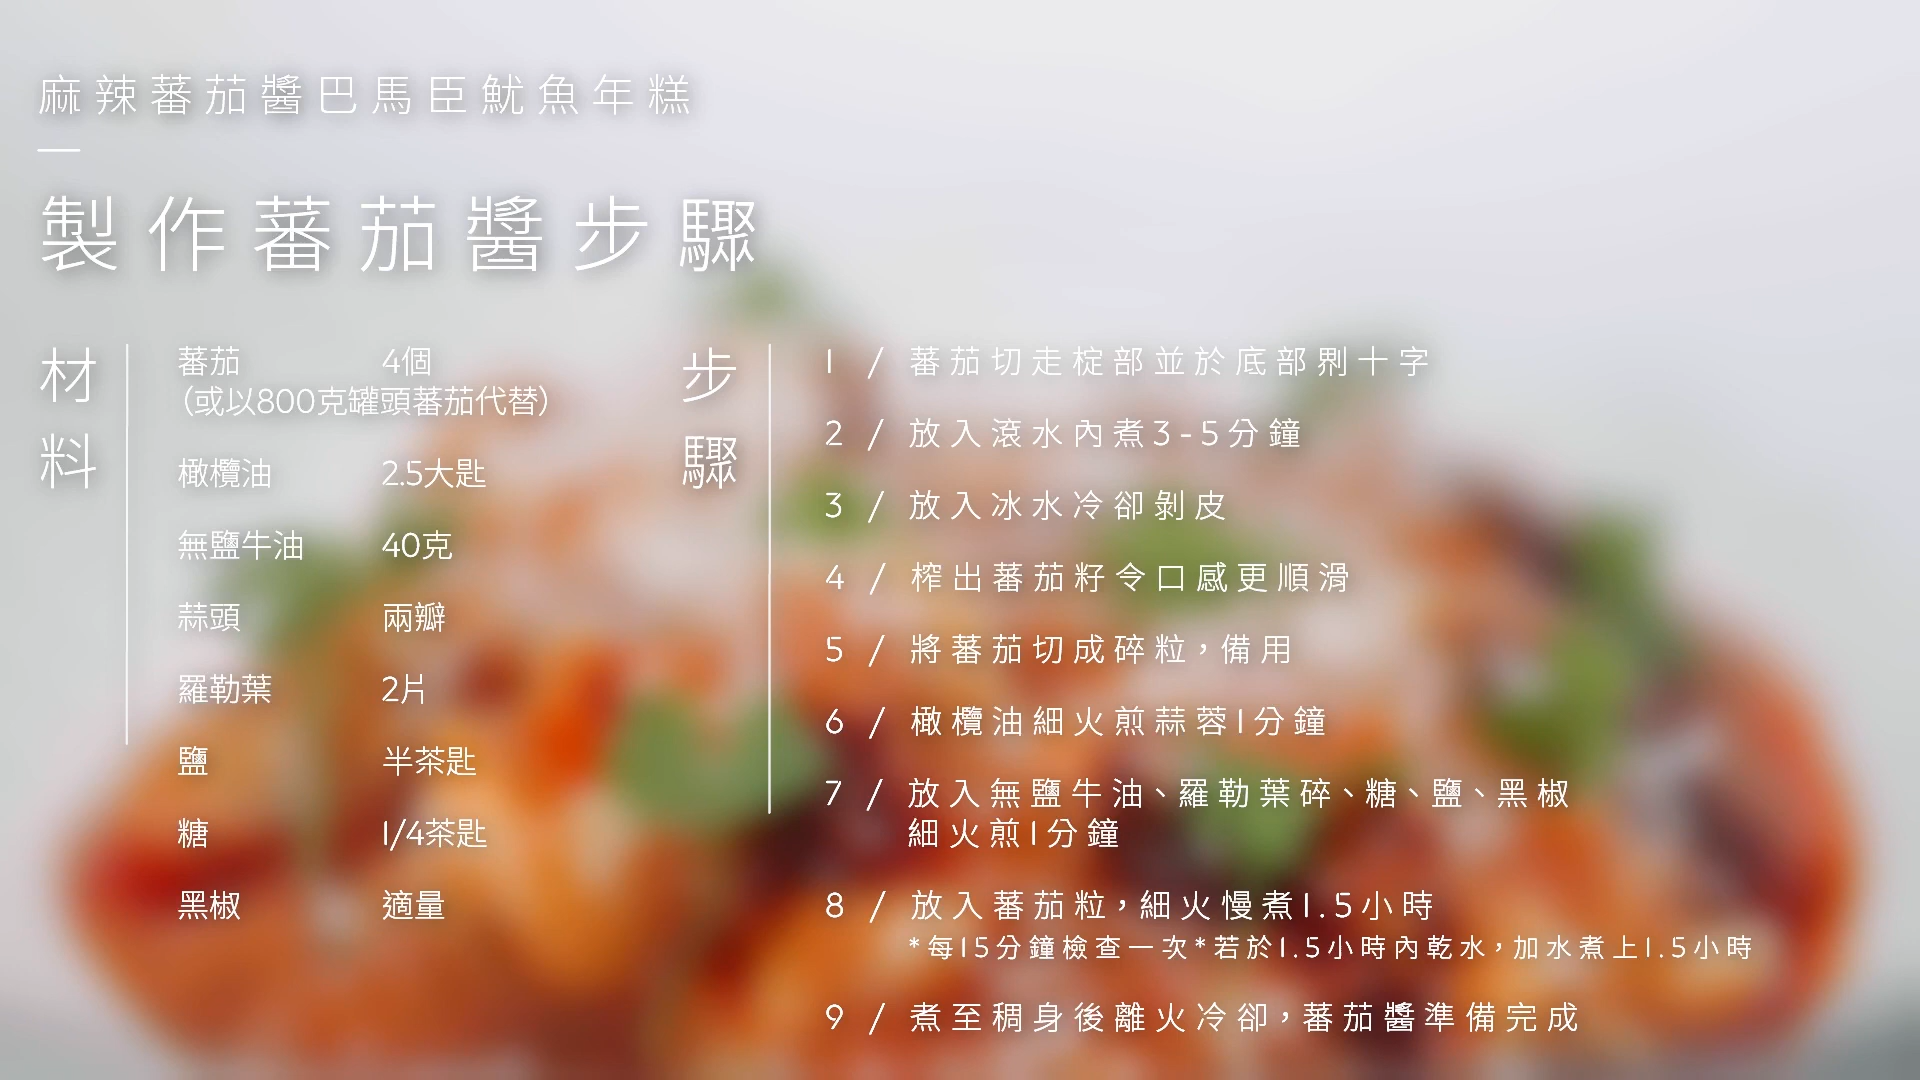 麻辣蕃茄醬巴馬臣魷魚年糕
製作蕃茄醬步驟
材料
蕃茄 4個
（或以800克罐頭蕃茄代替）
橄欖油 2.5大匙
無鹽牛油 40克
蒜頭 兩瓣
羅勒葉 2片
鹽 半茶匙
糖 1/4茶匙
黑椒 適量
步驟
1 / 蕃茄切走椗部並於底部𠝹十字
2 / 放入滾水內煮3-5分鐘
3 / 放入冰水冷卻剝皮
4 / 榨出蕃茄籽令口感更順滑
5 / 將蕃茄切成碎粒，備用
6 / 橄欖油細火煎蒜蓉1分鐘
7 / 放入無鹽牛油、羅勒葉碎、糖、鹽、黑椒
細火煎1分鐘
8 / 放入蕃茄粒，細火慢煮1.5小時
*每15分鐘檢查一次*若於1.5小時內乾水，加水煮上1.5小時
9 / 煮至稠身後離火冷卻，蕃茄醬準備完成